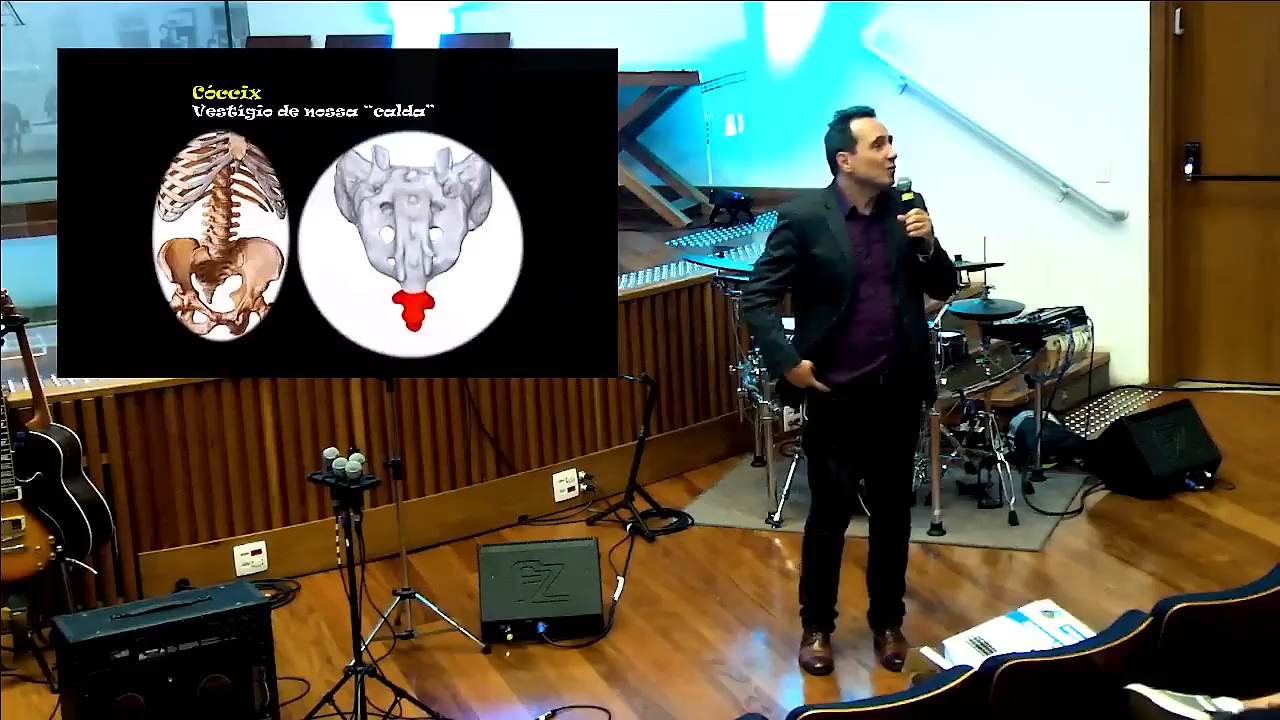 Cóccix
Vestígio de nossa “calda”